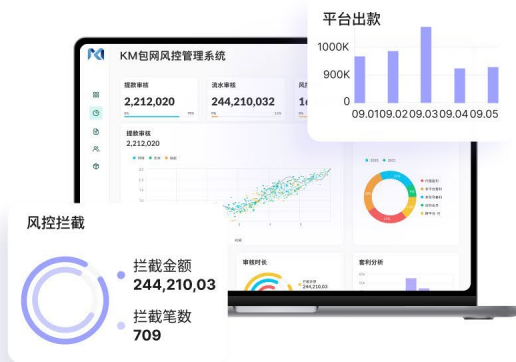 平台出款
1000K
900K
0
09.01 09.02 09.03 09.04 09.05
KM包网风控管理系统
提款审核
2,212,020
流水审核
244,210,032
提款审核
2,212,020
风控拦截
拦截金额
244,210,03
拦截笔数
709
审核时长
244,210,03
套利分析